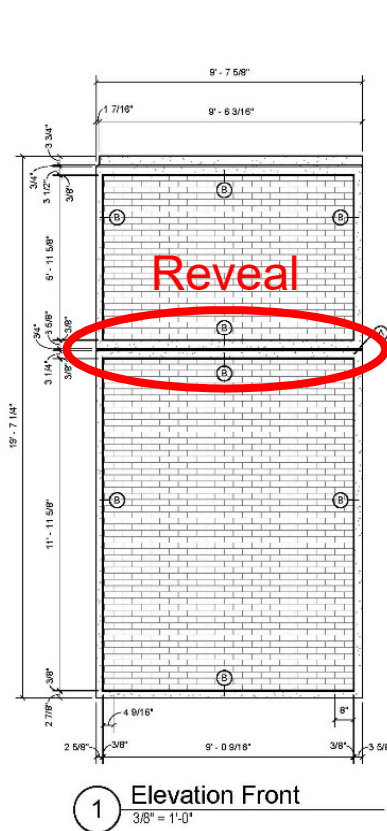 9' - 7 5/8"
1 7/16"
9' - 6 3/16"
3 3/4"
3/4"
3 1/2"
3/8"
B
B
B
5' - 11 5/8"
Reveal
3/4"
3 5/8"
3/8"
B
3 1/4"
3/8"
B
19' - 7 1/4"
B
B
11' - 11 5/8"
3/8"
B
2 7/8"
4 9/16"
8"
2 5/8"
3/8"
9' - 0 9/16"
3/8"
1 Elevation Front
3/8" = 1'-0"